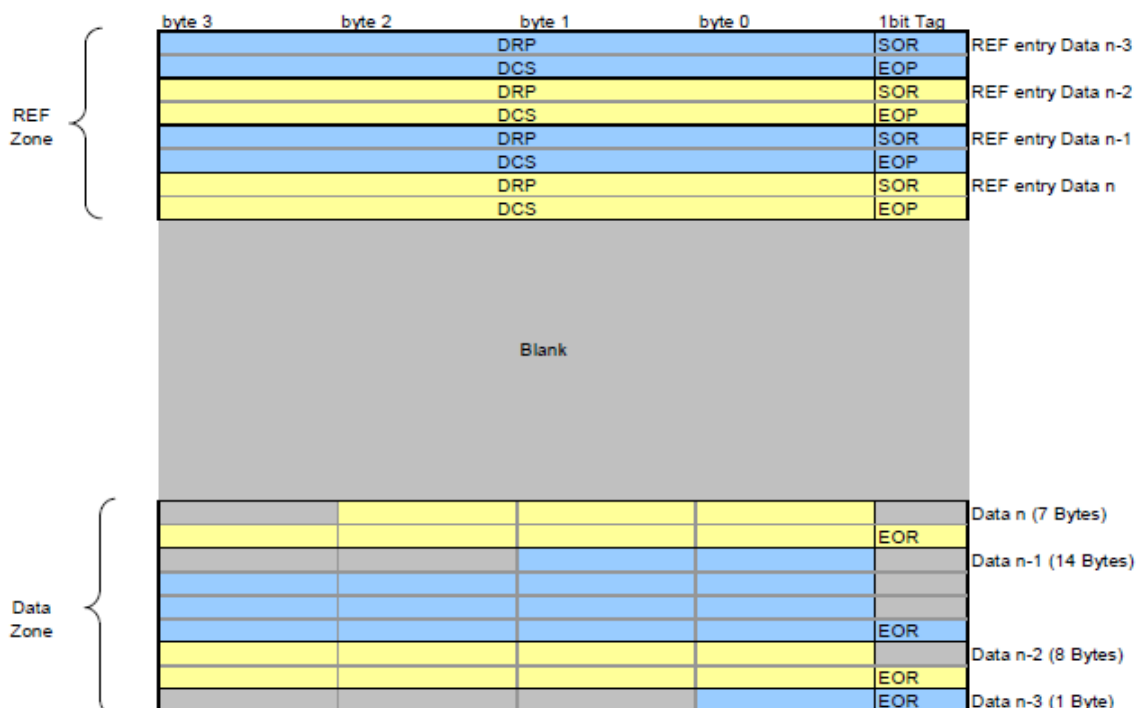 byte 3 byte 2 byte 1 byte 0 1bit Tag
DRP SOR REF entry Data n-3
DCS EOP
DRP SOR REF entry Data n-2
REF
DCS EOP
Zone
DRP SOR REF entry Data n-1
DCS EOP
DRP SOR REF entry Data n
DCS EOP
Blank
Data n (7 Bytes)
EOR
Data n-1 (14 Bytes)
Data
Zone
EOR
Data n-2 (8 Bytes)
EOR
EOR Data n-3 (1 Byte)